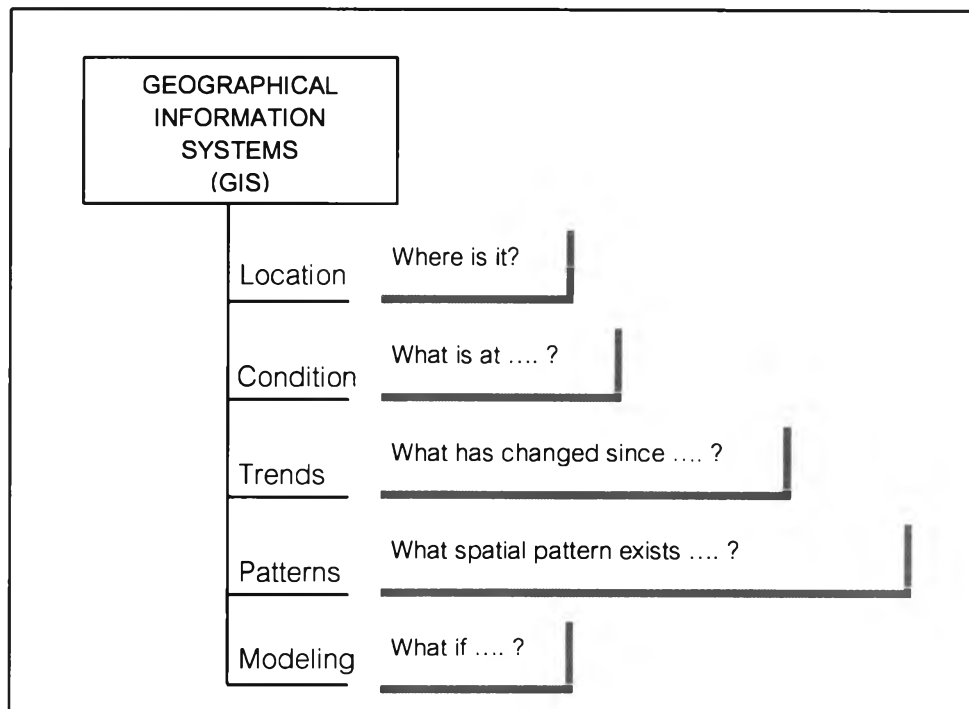 GEOGRAPHICAL
INFORMATION
SYSTEMS
(GIS)
Location
Where is it?
Condition
What is at .... ?
Trends
What has changed since .... ?
Patterns
What spatial pattern exists .... ?
Modeling
What if .... ?